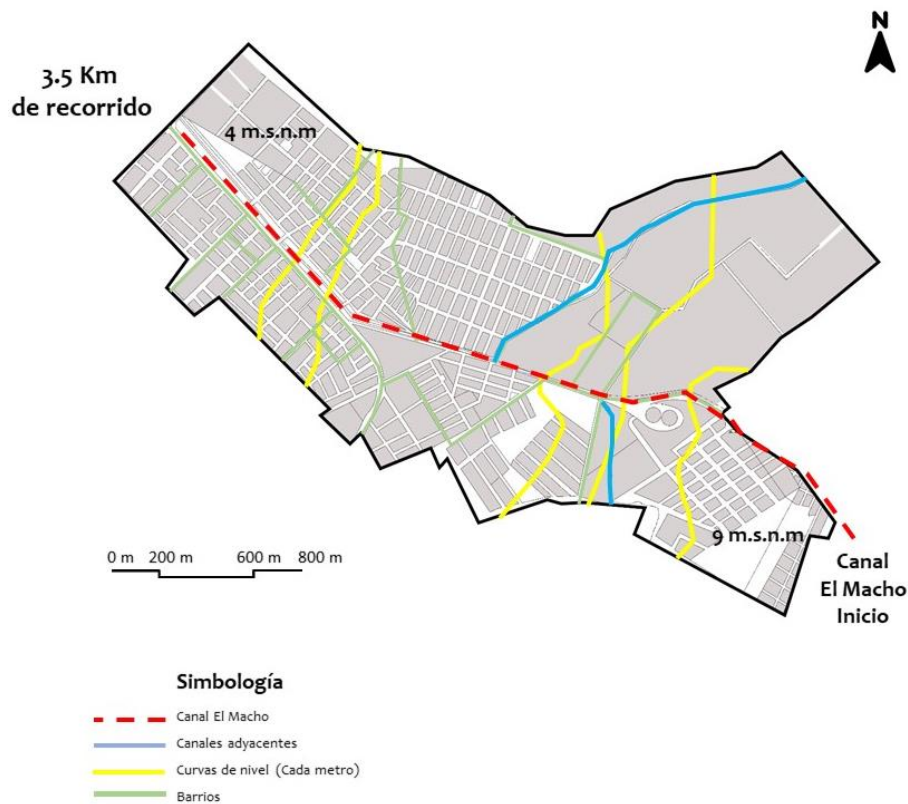 N
3.5 Km
de recorrido
4 m.s.n.m
9 m.s.n.m
0 m 200 m 600 m 800 m
Canal
El Macho
Inicio
Simbología
Canal El Macho
Canales adyacentes
Curvas de nivel (Cada metro)
Barrios